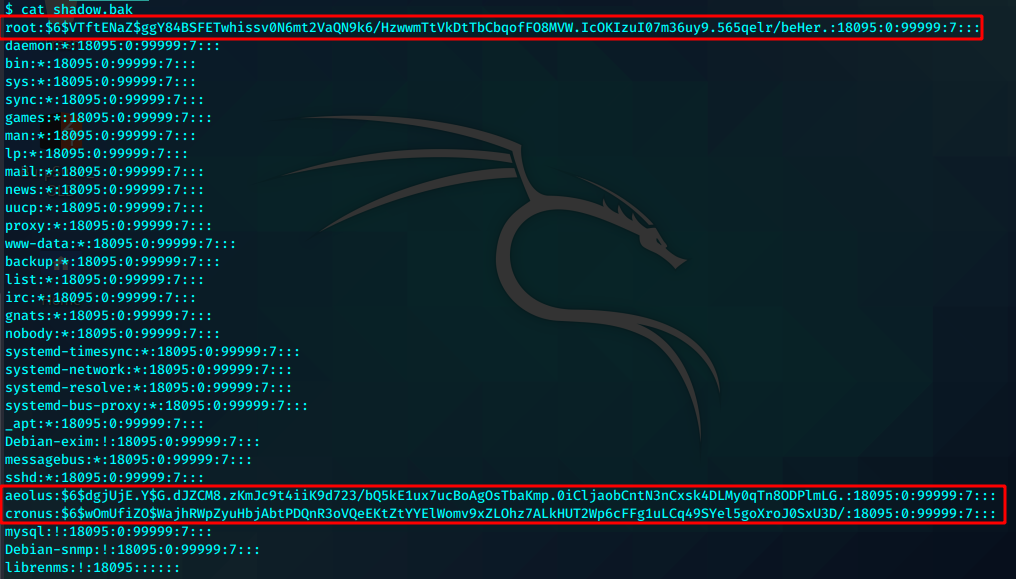 $ cat shadow.bak
root:$6$VTftENaZ$ggY84BSFETwhissv0N6mt2VaQN9k6/HzwwmTtVkDtTbCbqofFO8MVW.IcOKIzuI07m36uy9.565qelr/beHer.:18095:0:99999:7:::
daemon:*:18095:0:99999:7:::
bin:*:18095:0:99999:7:::
sys:*:18095:0:99999:7:::
sync:*:18095:0:99999:7:::
games:*:18095:0:99999:7:::
man:*:18095:0:99999:7:::
lp:*:18095:0:99999:7:::
mail:*:18095:0:99999:7:::
news:*:18095:0:99999:7:::
uucp:*:18095:0:99999:7:::
proxy:*:18095:0:99999:7:::
www-data:*:18095:0:99999:7:::
backup:*:18095:0:99999:7:::
list:*:18095:0:99999:7:::
irc:*:18095:0:99999:7:::
gnats:*:18095:0:99999:7:::
nobody:*:18095:0:99999:7:::
systemd-timesync:*:18095:0:99999:7:::
systemd-network:*:18095:0:99999:7:::
systemd-resolve:*:18095:0:99999:7:::
systemd-bus-proxy:*:18095:0:99999:7:::
_apt:*:18095:0:99999:7:::
Debian-exim:!:18095:0:99999:7:::
messagebus:*:18095:0:99999:7:::
sshd:*:18095:0:99999:7:::
aeolus:$6$dgjUjE.Y$G.dJZCM8.zKmJc9t4iiK9d723/bQ5kE1ux7ucBoAgOsTbaKmp.0iCljaobCntN3nCxsk4DLMy0qTn8ODPlmLG.:18095:0:99999:7:::
cronus:$6$wOmUfiZO$WajhRWpZyuHbjAbtPDQnR3oVQeEKtZtYYElWomv9xZLOhz7ALkHUT2Wp6cFFg1uLCq49SYel5goXroJ0SxU3D/:18095:0:99999:7:::
mysql:!:18095:0:99999:7:::
Debian-snmp:!:18095:0:99999:7:::
librenms:!:18095::::::